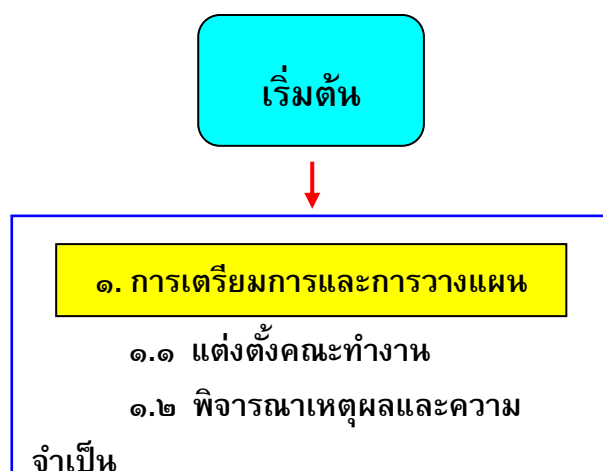 เริ่มต้น
๑. การเตรียมการและการวางแผน
๑.๑ แต่งตั้งคณะทำงาน
๑.๒ พิจารณาเหตุผลและความ
จำเป็น